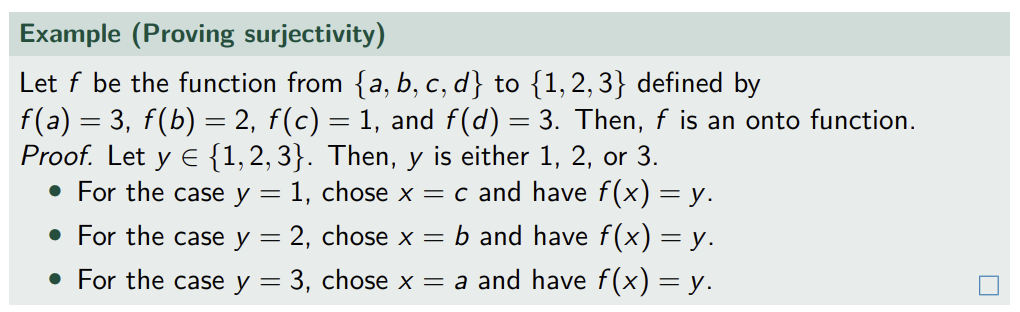 Example (Proving surjectivity)
Let f be the function from {a, b, c, d} to {1, 2, 3} defined by
f(a) = 3, f(b) = 2, f(c) = 1, and f(d) = 3. Then, f is an onto function.
Proof. Let y ∈ {1, 2, 3}. Then, y is either 1, 2, or 3.
• For the case y = 1, chose x = c and have f(x) = y.
• For the case y = 2, chose x = b and have f(x) = y.
• For the case y = 3, chose x = a and have f(x) = y. □